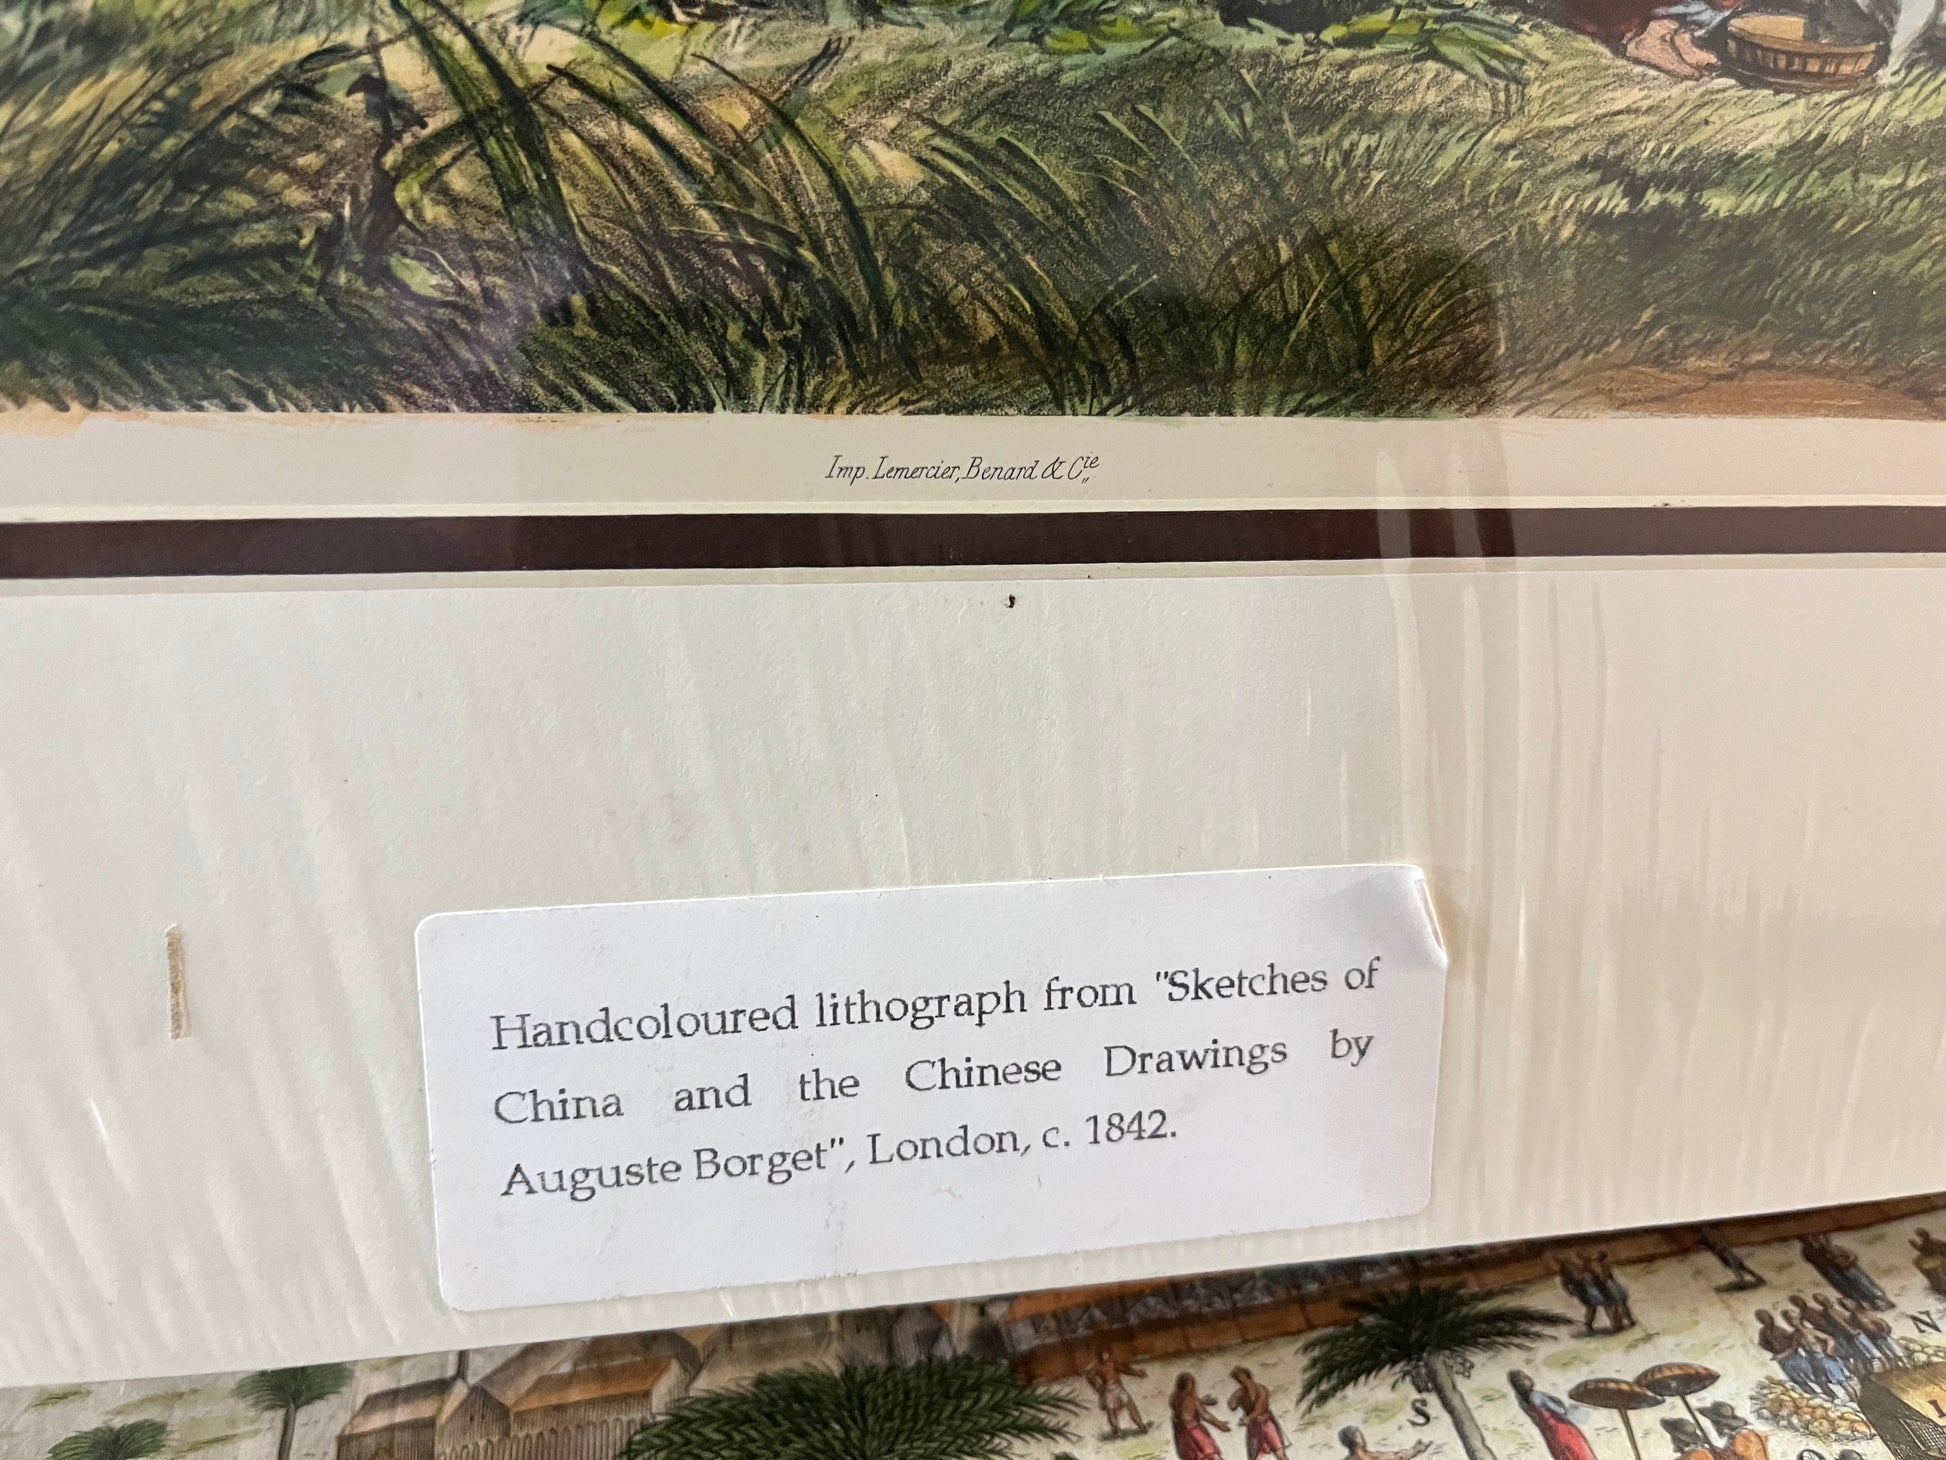 Imp. Lemercier, Benard & Cie
Handcoloured lithograph from "Sketches of
China and the Chinese Drawings by
Auguste Borget", London, c. 1842.
N
S